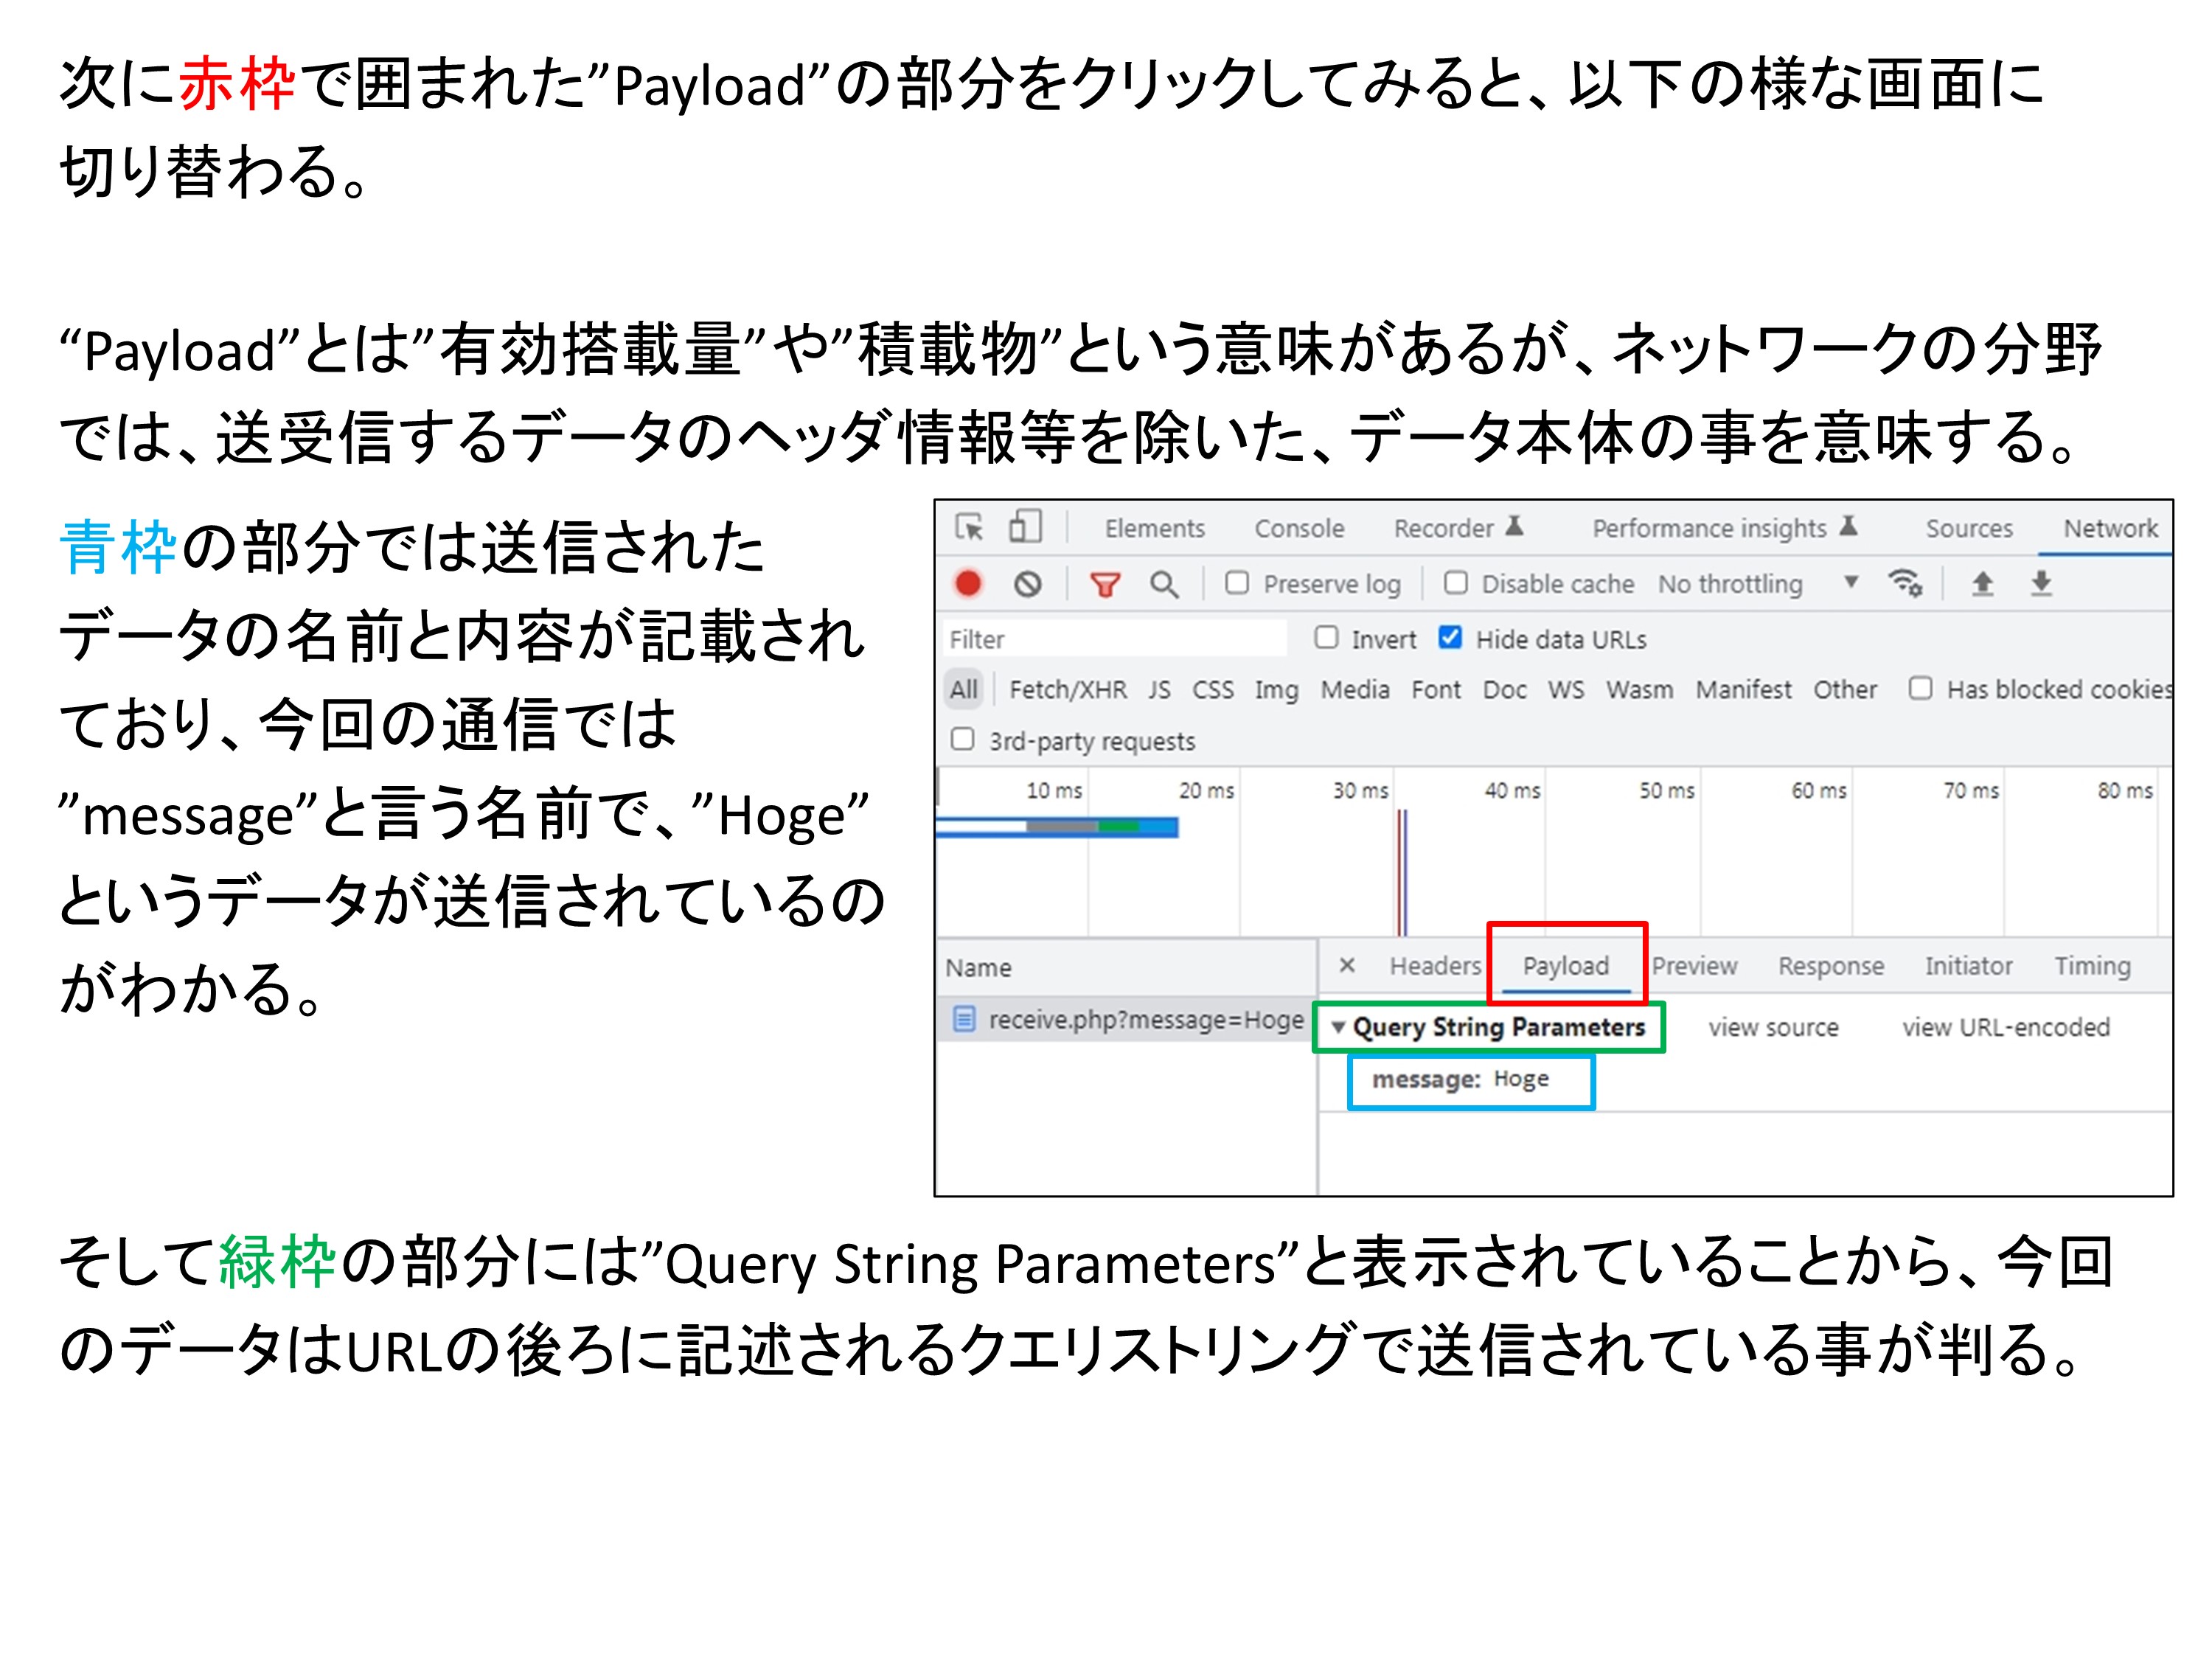 次に赤枠で囲まれた”Payload”の部分をクリックしてみると、以下の様な画面に
切り替わる。
“Payload”とは”有効搭載量”や”積載物”という意味があるが、ネットワークの分野
では、送受信するデータのヘッダ情報等を除いた、データ本体の事を意味する。
青枠の部分では送信された
データの名前と内容が記載され
ており、今回の通信では
”message”と言う名前で、”Hoge”
というデータが送信されているの
がわかる。
Elements Console Recorder Performance insights Sources Network
Preserve log Disable cache No throttling
Filter Invert Hide data URLs
All Fetch/XHR JS CSS Img Media Font Doc WS Wasm Manifest Other Has blocked cookies
3rd-party requests
10 ms 20 ms 30 ms 40 ms 50 ms 60 ms 70 ms 80 ms
Name × Headers Payload Preview Response Initiator Timing
receive.php?message=Hoge ▼ Query String Parameters view source view URL-encoded
message: Hoge
そして緑枠の部分には”Query String Parameters”と表示されていることから、今回
のデータはURLの後ろに記述されるクエリストリングで送信されている事が判る。